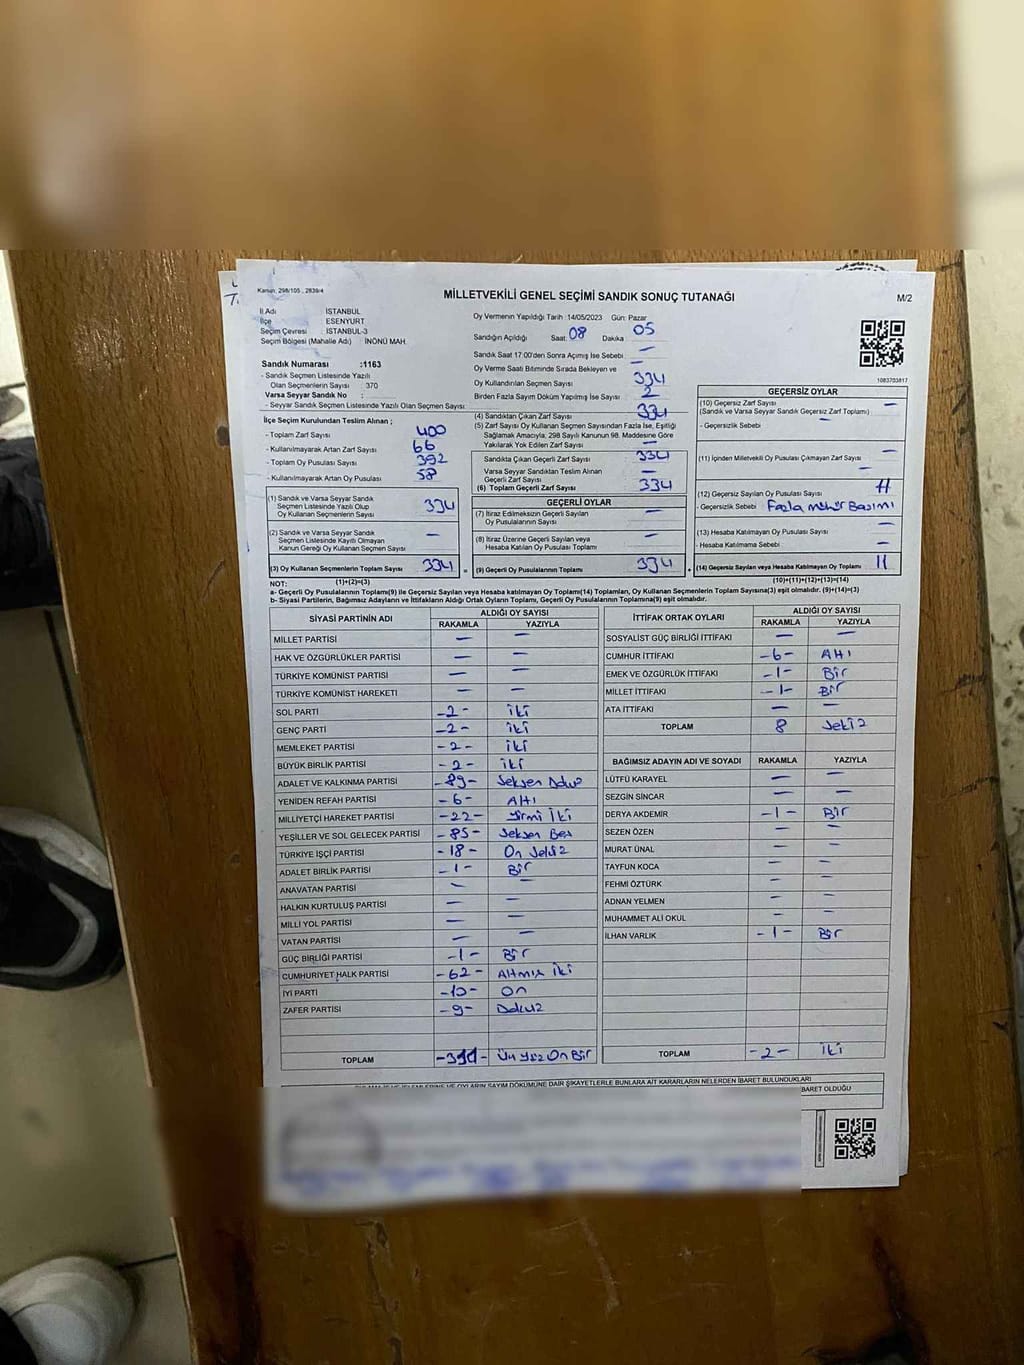 Kanun, 298/105 , 2839/4
MİLLETVEKİLİ GENEL SEÇİMİ SANDIK SONUÇ TUTANAĞI
M/2
İl Adı İSTANBUL
İlçe ESENYURT
Seçim Çevresi İSTANBUL-3
Seçim Bölgesi (Mahalle Adı) İNÖNÜ MAH.
Sandık Numarası :1163
- Sandık Seçmen Listesinde Yazılı
Olan Seçmenlerin Sayısı : 370
Varsa Seyyar Sandık No :
- Seyyar Sandık Seçmen Listesinde Yazılı Olan Seçmen Sayısı :
Oy Vermenin Yapıldığı Tarih :14/05/2023 Gün: Pazar
Sandığın Açıldığı Saat: 08 Dakika 05
Sandık Saat 17:00'den Sonra Açılmış İse Sebebi —
Oy Verme Saati Bitiminde Sırada Bekleyen ve —
Oy Kullandırılan Seçmen Sayısı 334
Birden Fazla Sayım Döküm Yapılmış İse Sayısı 2
1083703817
İlçe Seçim Kurulundan Teslim Alınan ;
- Toplam Zarf Sayısı 400
- Kullanılmayarak Artan Zarf Sayısı 66
- Toplam Oy Pusulası Sayısı 392
- Kullanılmayarak Artan Oy Pusulası 58
(4) Sandıktan Çıkan Zarf Sayısı 334
(5) Zarf Sayısı Oy Kullanan Seçmen Sayısından Fazla İse, Eşitliği
Sağlamak Amacıyla, 298 Sayılı Kanunun 98. Maddesine Göre
Yakılarak Yok Edilen Zarf Sayısı —
Sandıkta Çıkan Geçerli Zarf Sayısı 334
Varsa Seyyar Sandıktan Teslim Alınan
Geçerli Zarf Sayısı —
(6) Toplam Geçerli Zarf Sayısı 334
GEÇERSİZ OYLAR
(10) Geçersiz Zarf Sayısı —
(Sandık ve Varsa Seyyar Sandık Geçersiz Zarf Toplamı)
- Geçersizlik Sebebi
(11) İçinden Milletvekili Oy Pusulası Çıkmayan Zarf Sayısı —
(12) Geçersiz Sayılan Oy Pusulası Sayısı 11
- Geçersizlik Sebebi Fazla mühür Basımı
(13) Hesaba Katılmayan Oy Pusulası Sayısı —
- Hesaba Katılmama Sebebi —
(14) Geçersiz Sayılan veya Hesaba Katılmayan Oy Toplamı 11
(10)+(11)+(12)+(13)=(14)
(1) Sandık ve Varsa Seyyar Sandık
Seçmen Listesinde Yazılı Olup
Oy Kullanan Seçmenlerin Sayısı 334
(2) Sandık ve Varsa Seyyar Sandık
Seçmen Listesinde Kayıtlı Olmayan
Kanun Gereği Oy Kullanan Seçmen Sayısı —
(3) Oy Kullanan Seçmenlerin Toplam Sayısı 334 =
(1)+(2)=(3)
GEÇERLİ OYLAR
(7) İtiraz Edilmeksizin Geçerli Sayılan
Oy Pusulalarının Sayısı —
(8) İtiraz Üzerine Geçerli Sayılan veya
Hesaba Katılan Oy Pusulası Toplamı —
(9) Geçerli Oy Pusulalarının Toplamı 334 +
NOT:
a- Geçerli Oy Pusulalarının Toplamı(9) ile Geçersiz Sayılan veya Hesaba katılmayan Oy Toplam(14) Toplamları, Oy Kullanan Seçmenlerin Toplam Sayısına(3) eşit olmalıdır. (9)+(14)=(3)
b- Siyasi Partilerin, Bağımsız Adayların ve İttifakların Aldığı Ortak Oyların Toplamı, Geçerli Oy Pusulalarının Toplamına(9) eşit olmalıdır.
SİYASİ PARTİNİN ADI ALDIĞI OY SAYISI
RAKAMLA YAZIYLA
MİLLET PARTİSİ — —
HAK VE ÖZGÜRLÜKLER PARTİSİ — —
TÜRKİYE KOMÜNİST PARTİSİ — —
TÜRKİYE KOMÜNİST HAREKETİ — —
SOL PARTİ -2- iki
GENÇ PARTİ -2- iki
MEMLEKET PARTİSİ -2- iki
BÜYÜK BİRLİK PARTİSİ -2- iki
ADALET VE KALKINMA PARTİSİ -89- Seksen Dokuz
YENİDEN REFAH PARTİSİ -6- Altı
MİLLİYETÇİ HAREKET PARTİSİ -22- Yirmi İki
YEŞİLLER VE SOL GELECEK PARTİSİ -85- Seksen Beş
TÜRKİYE İŞÇİ PARTİSİ -18- On Sekiz
ADALET BİRLİK PARTİSİ -1- Bir
ANAVATAN PARTİSİ — —
HALKIN KURTULUŞ PARTİSİ — —
MİLLİ YOL PARTİSİ — —
VATAN PARTİSİ — —
GÜÇ BİRLİĞİ PARTİSİ -1- Bir
CUMHURİYET HALK PARTİSİ -62- Altmış İki
İYİ PARTİ -10- On
ZAFER PARTİSİ -9- Dokuz
TOPLAM -311- Üç Yüz On Bir
İTTİFAK ORTAK OYLARI ALDIĞI OY SAYISI
RAKAMLA YAZIYLA
SOSYALİST GÜÇ BİRLİĞİ İTTİFAKI — —
CUMHUR İTTİFAKI -6- Altı
EMEK VE ÖZGÜRLÜK İTTİFAKI -1- Bir
MİLLET İTTİFAKI -1- Bir
ATA İTTİFAKI — —
TOPLAM 8 Sekiz
BAĞIMSIZ ADAYIN ADI VE SOYADI RAKAMLA YAZIYLA
LÜTFÜ KARAYEL — —
SEZGİN SİNCAR — —
DERYA AKDEMİR -1- Bir
SEZEN ÖZEN — —
MURAT ÜNAL — —
TAYFUN KOCA — —
FEHMİ ÖZTÜRK — —
ADNAN YELMEN — —
MUHAMMET ALİ OKUL — —
İLHAN VARLIK -1- Bir
TOPLAM -2- iki
OYLARIN SAYIM DÖKÜMÜNE DAİR ŞİKAYETLERLE BUNLARA AİT KARARLARIN NELERDEN İBARET BULUNDUKLARI
BARET OLDUĞU